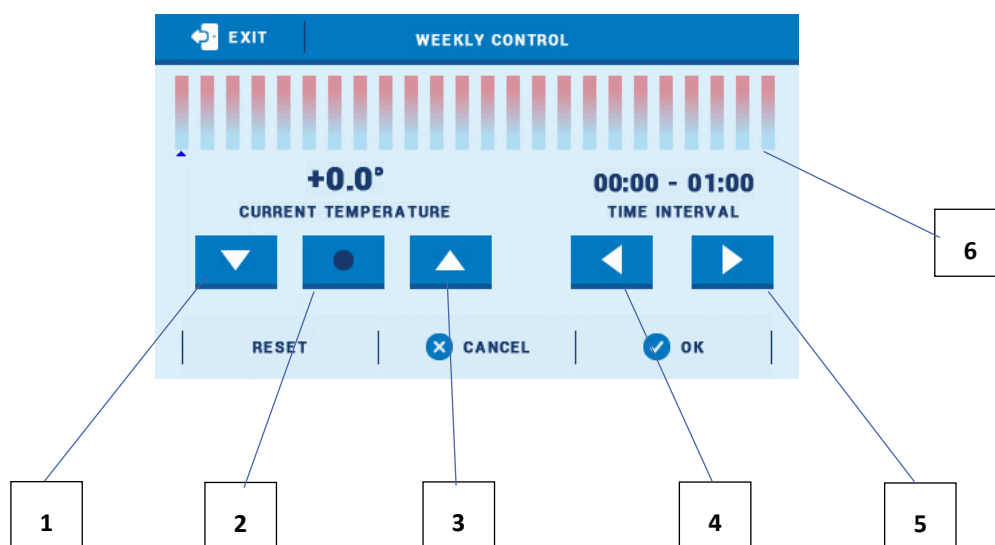 EXIT
WEEKLY CONTROL
+0.0°
00:00 - 01:00
CURRENT TEMPERATURE
TIME INTERVAL
6
RESET
CANCEL
OK
1
2
3
4
5